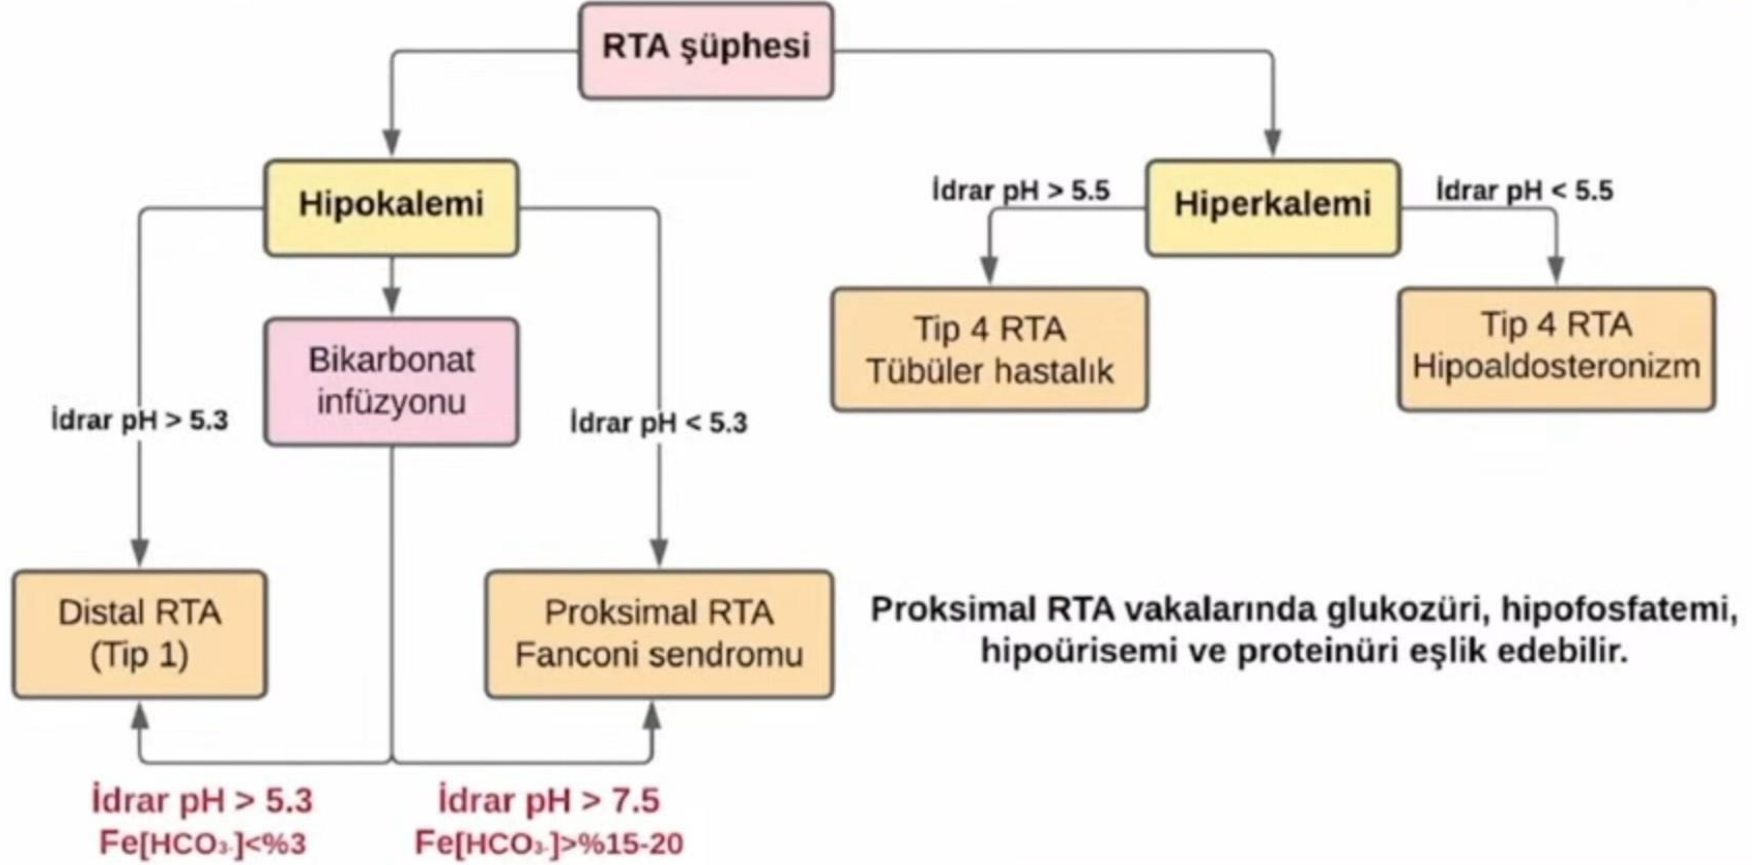 RTA şüphesi
Hipokalemi
Hiperkalemi
İdrar pH > 5.5
İdrar pH < 5.5
Bikarbonat
infüzyonu
Tip 4 RTA
Tübüler hastalık
Tip 4 RTA
Hipoaldosteronizm
İdrar pH > 5.3
İdrar pH < 5.3
Distal RTA
(Tip 1)
Proksimal RTA
Fanconi sendromu
Proksimal RTA vakalarında glukozüri, hipofosfatemi,
hipoürisemi ve proteinüri eşlik edebilir.
İdrar pH > 5.3
Fe[HCO₃-]<%3
İdrar pH > 7.5
Fe[HCO₃-]>%15-20